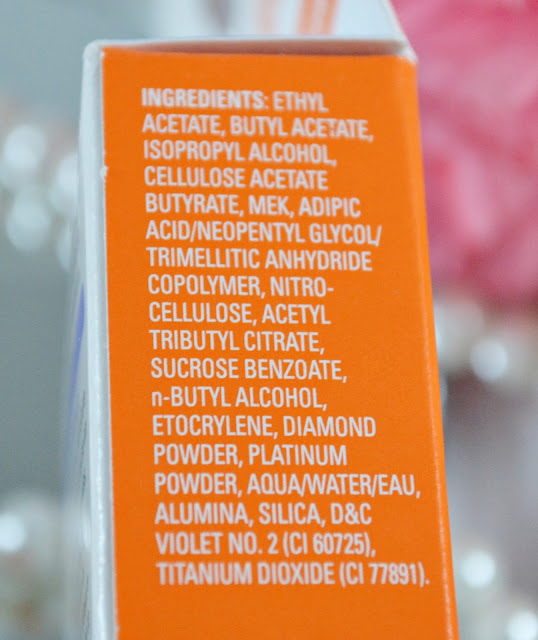 INGREDIENTS: ETHYL
ACETATE, BUTYL ACETATE,
ISOPROPYL ALCOHOL,
CELLULOSE ACETATE
BUTYRATE, MEK, ADIPIC
ACID/NEOPENTYL GLYCOL/
TRIMELLITIC ANHYDRIDE
COPOLYMER, NITRO-
CELLULOSE, ACETYL
TRIBUTYL CITRATE,
SUCROSE BENZOATE,
n-BUTYL ALCOHOL,
ETOCRYLENE, DIAMOND
POWDER, PLATINUM
POWDER, AQUA/WATER/EAU,
ALUMINA, SILICA, D&C
VIOLET NO. 2 (CI 60725),
TITANIUM DIOXIDE (CI 77891).